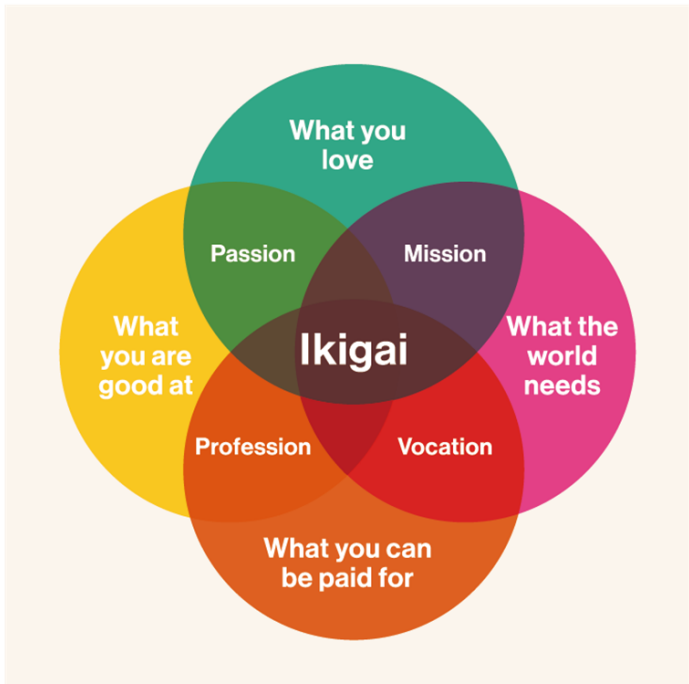 What you
love
Passion
Mission
What
you are
good at
Ikigai
What the
world
needs
Profession
Vocation
What you can
be paid for